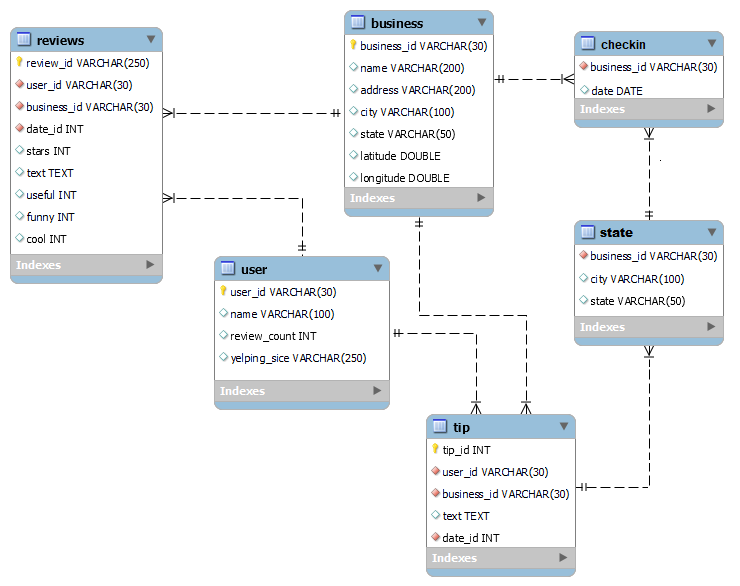 reviews
review_id VARCHAR(250)
user_id VARCHAR(30)
business_id VARCHAR(30)
date_id INT
stars INT
text TEXT
useful INT
funny INT
cool INT
Indexes
business
business_id VARCHAR(30)
name VARCHAR(200)
address VARCHAR(200)
city VARCHAR(100)
state VARCHAR(50)
latitude DOUBLE
longitude DOUBLE
Indexes
checkin
business_id VARCHAR(30)
date DATE
Indexes
user
user_id VARCHAR(30)
name VARCHAR(100)
review_count INT
yelping_sice VARCHAR(250)
Indexes
state
business_id VARCHAR(30)
city VARCHAR(100)
state VARCHAR(50)
Indexes
tip
tip_id INT
user_id VARCHAR(30)
business_id VARCHAR(30)
text TEXT
date_id INT
Indexes